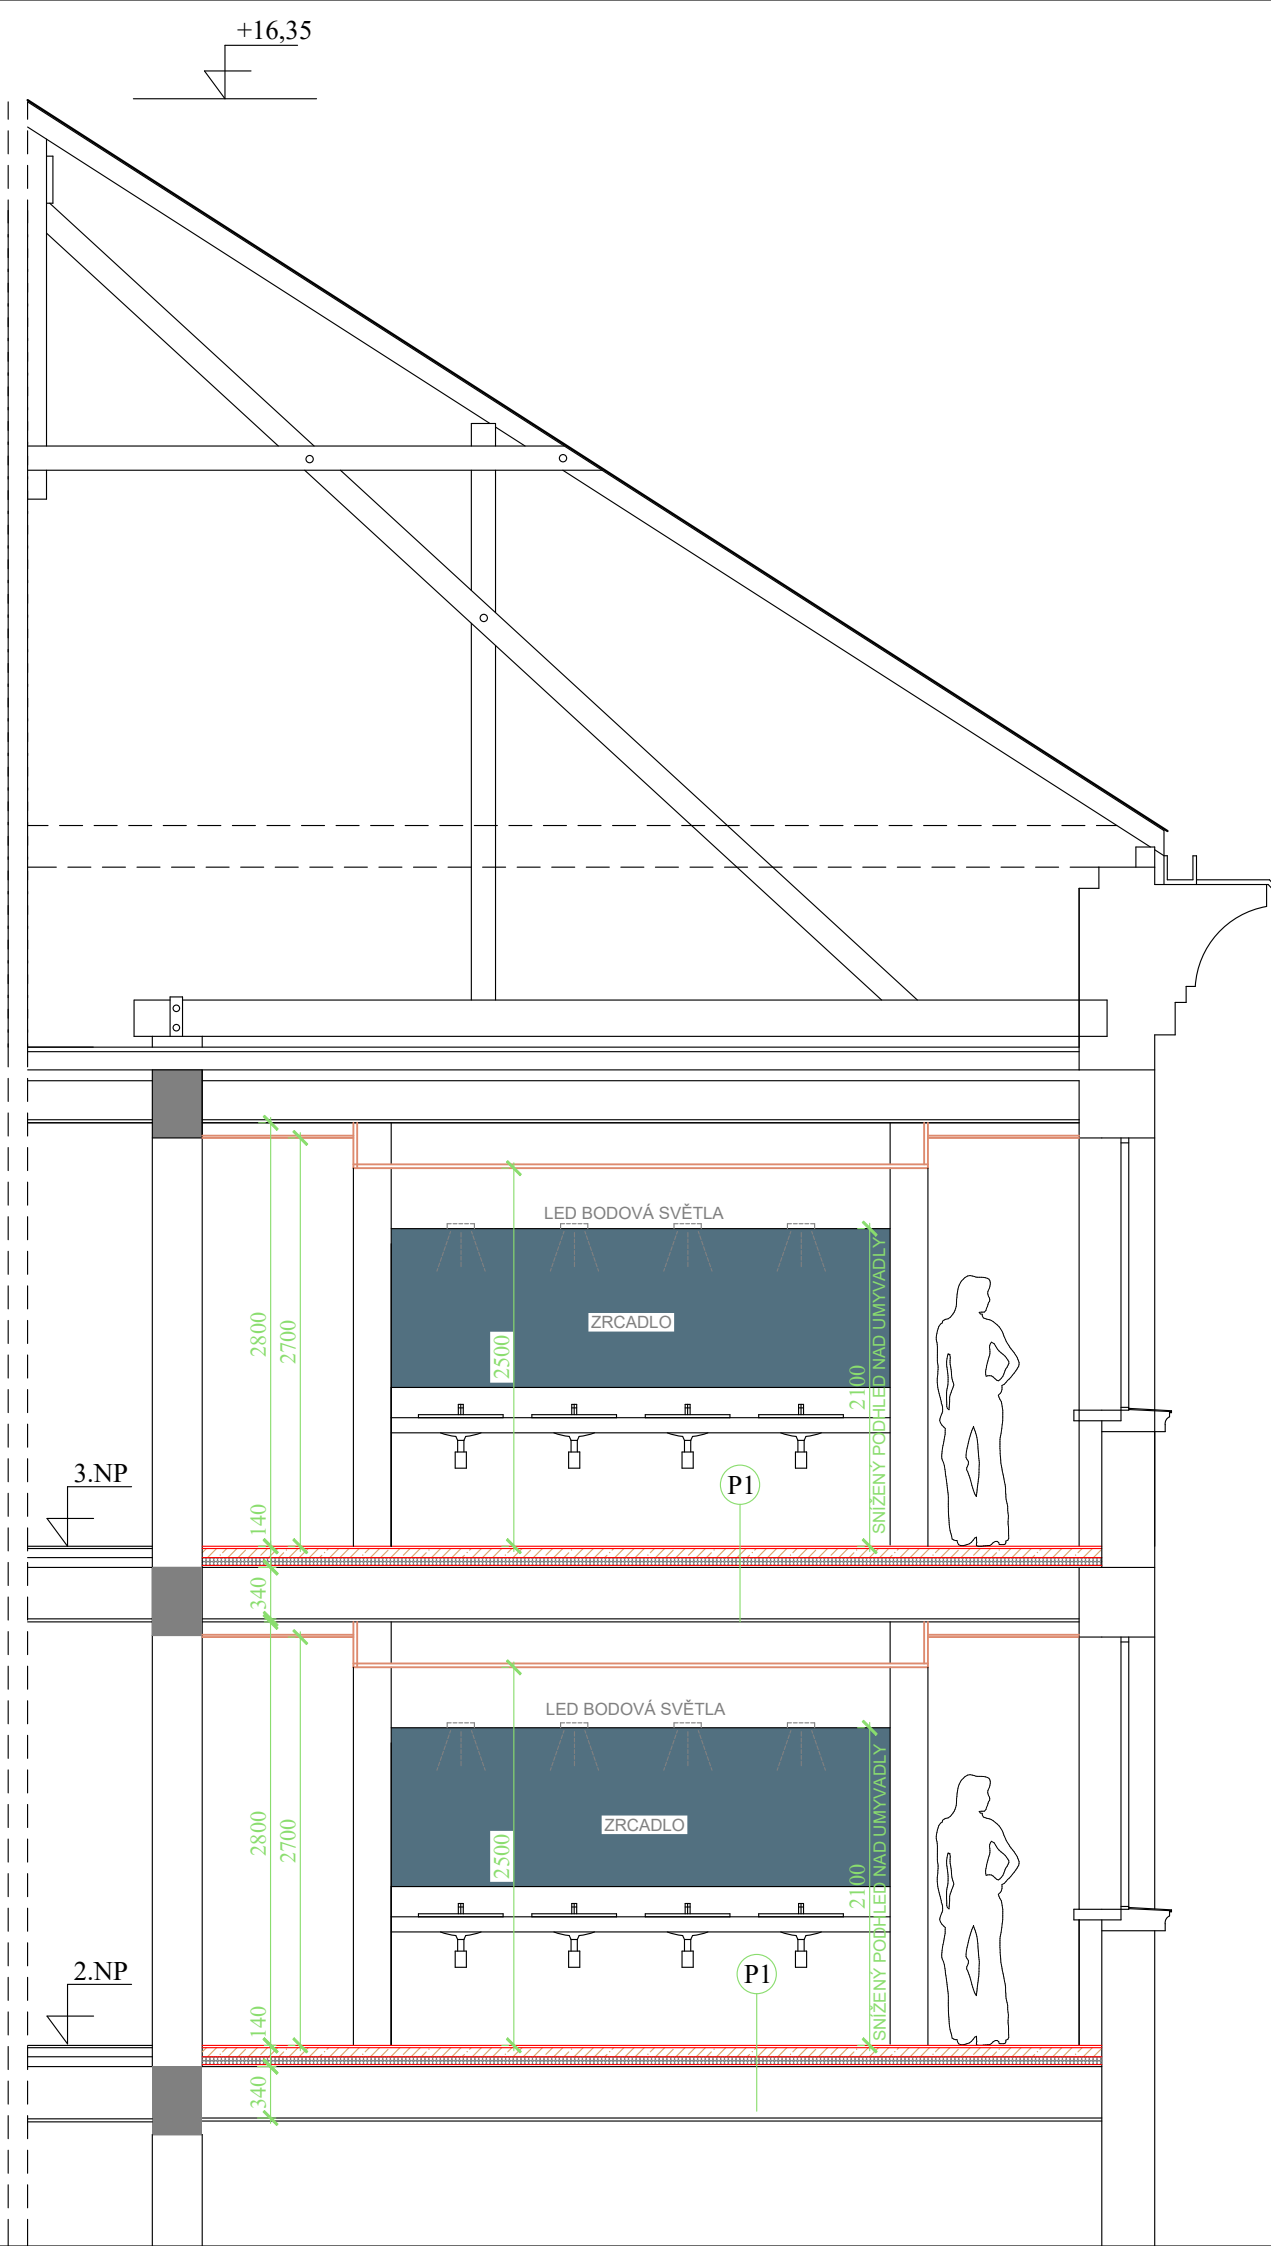 +16,35
LED BODOVÁ SVĚTLA
ZRCADLO
2800
2700
2500
2100
SNÍŽENÝ PODHLED NAD UMYVADLY
3.NP
P1
140
340
LED BODOVÁ SVĚTLA
ZRCADLO
2800
2700
2500
2100
SNÍŽENÝ PODHLED NAD UMYVADLY
2.NP
P1
140
340